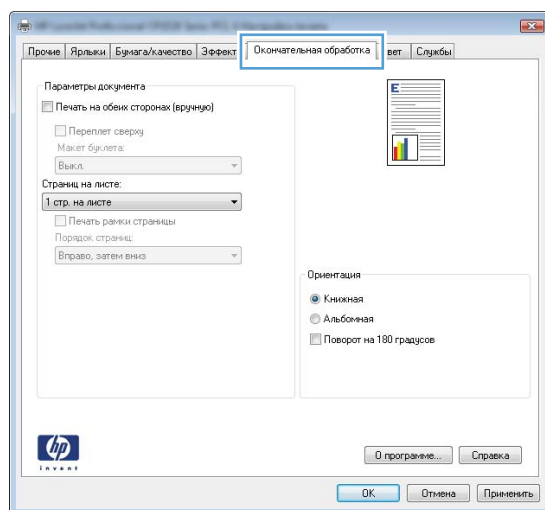 Прочие Ярлыки Бумага/качество Эффект Окончательная обработка вет Службы
Параметры документа
Печать на обеих сторонах (вручную)
Переплет сверху
Макет буклета:
Выкл.
Страниц на листе:
1 стр. на листе
Печать рамки страницы
Порядок страниц:
Вправо, затем вниз
E
Ориентация
Книжная
Альбомная
Поворот на 180 градусов
hp
invent
О программе... Справка
OK Отмена Применить